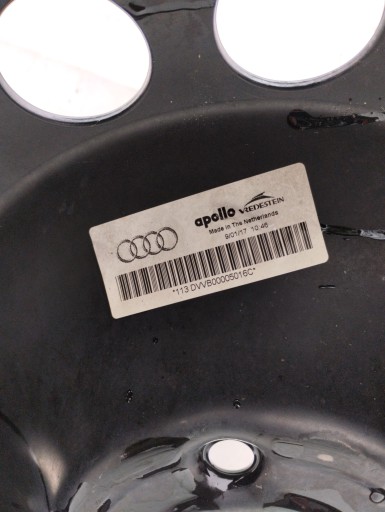 apollo VREDESTEIN
Made in The Netherlands
9/01/17 10:46
*113 DVVB00005016C*